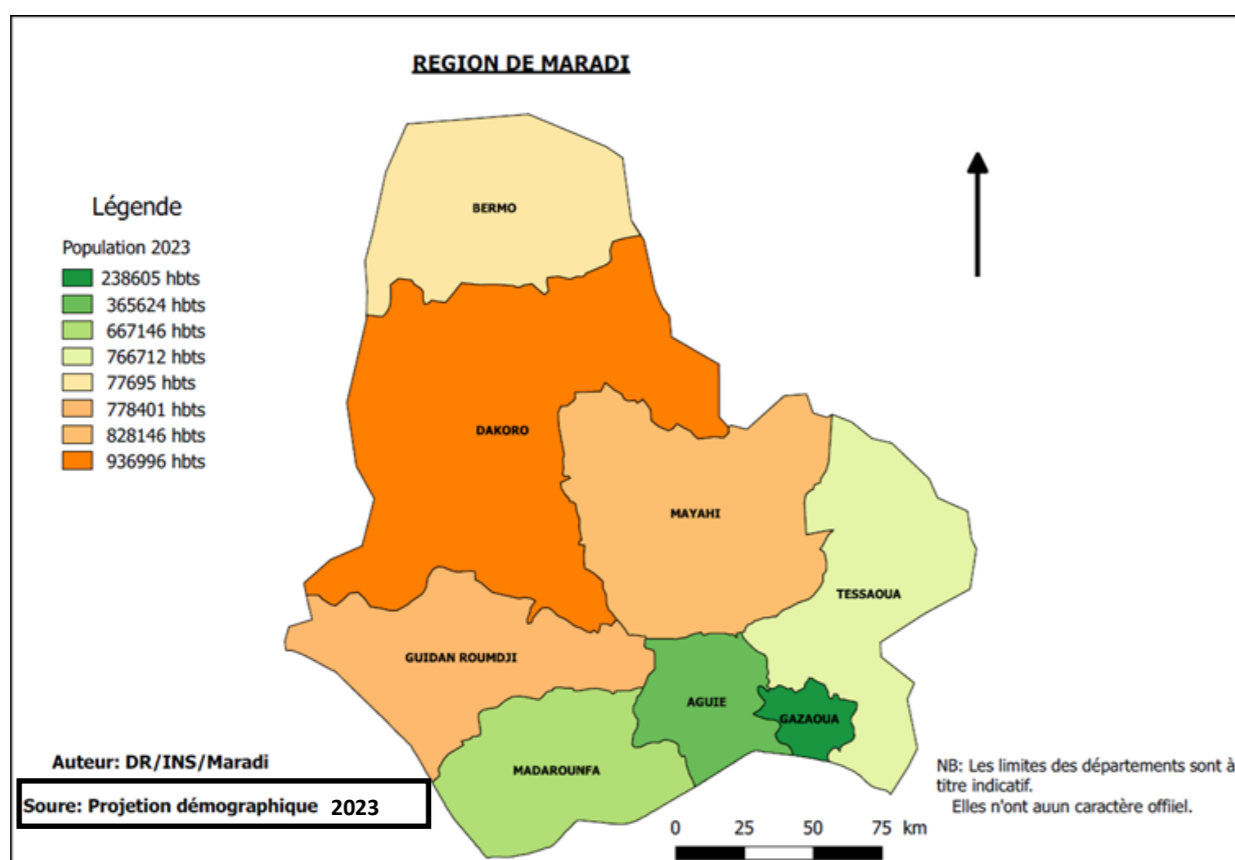 REGION DE MARADI
Légende
Population 2023
238605 hbts
365624 hbts
667146 hbts
766712 hbts
77695 hbts
778401 hbts
828146 hbts
936996 hbts
BERMO
DAKORO
MAYAHI
TESSAOUA
GUIDAN ROUMDJI
AGUIE
GAZAOUA
MADAROUNFA
Auteur: DR/INS/Maradi
Soure: Projetion démographique 2023
NB: Les limites des départements sont à
titre indicatif.
Elles n'ont auun caractère offiiel.
0 25 50 75 km